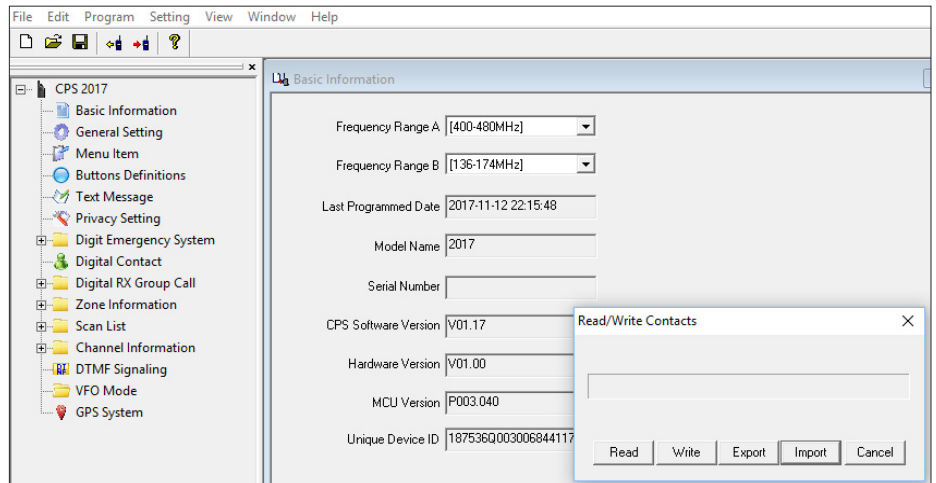 File Edit Program Setting View Window Help
CPS 2017
Basic Information
General Setting
Menu Item
Buttons Definitions
Text Message
Privacy Setting
Digit Emergency System
Digital Contact
Digital RX Group Call
Zone Information
Scan List
Channel Information
DTMF Signaling
VFO Mode
GPS System
Basic Information
Frequency Range A [400-480MHz]
Frequency Range B [136-174MHz]
Last Programmed Date 2017-11-12 22:15:48
Model Name 2017
Serial Number
CPS Software Version V01.17
Hardware Version V01.00
MCU Version P003.040
Unique Device ID 187536Q003006844117
Read/Write Contacts
Read Write Export Import Cancel